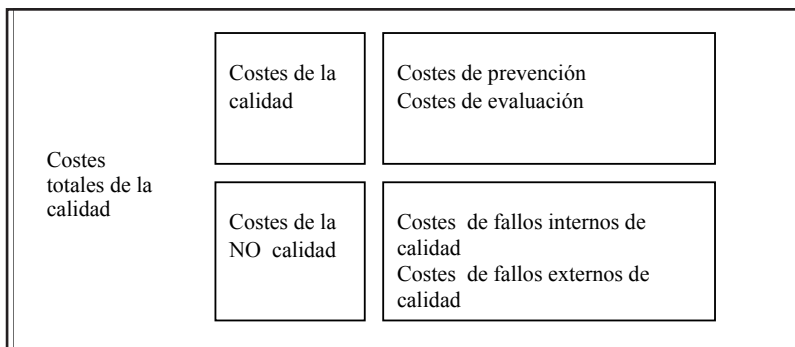 Costes
totales de la
calidad
Costes de la
calidad
Costes de prevención
Costes de evaluación
Costes de la
NO calidad
Costes de fallos internos de
calidad
Costes de fallos externos de
calidad